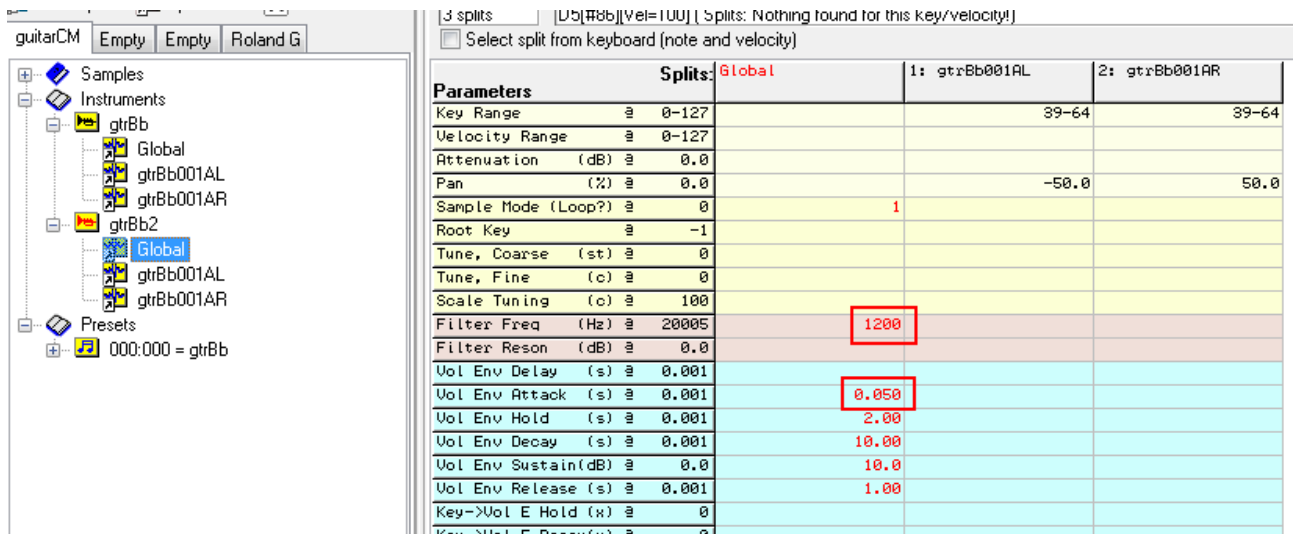 3 splits [D5[#86][Vel=100] ( Splits: Nothing found for this key/velocity!)
guitarCM Empty Empty Roland G
Select split from keyboard (note and velocity)
Samples
Instruments
gtrBb
Global
gtrBb001AL
gtrBb001AR
gtrBb2
Global
gtrBb001AL
gtrBb001AR
Presets
000:000 = gtrBb
Splits: Global 1: gtrBb001AL 2: gtrBb001AR
Parameters
Key Range 0-127 39-64 39-64
Velocity Range 0-127
Attenuation (dB) 0.0
Pan (%) 0.0 -50.0 50.0
Sample Mode (Loop?) 0 1
Root Key -1
Tune, Coarse (st) 0
Tune, Fine (c) 0
Scale Tuning (c) 100
Filter Freq (Hz) 20005 1200
Filter Reson (dB) 0.0
Vol Env Delay (s) 0.001
Vol Env Attack (s) 0.001 0.050
Vol Env Hold (s) 0.001 2.00
Vol Env Decay (s) 0.001 10.00
Vol Env Sustain(dB) 0.0 10.0
Vol Env Release (s) 0.001 1.00
Key->Vol E Hold (x) 0